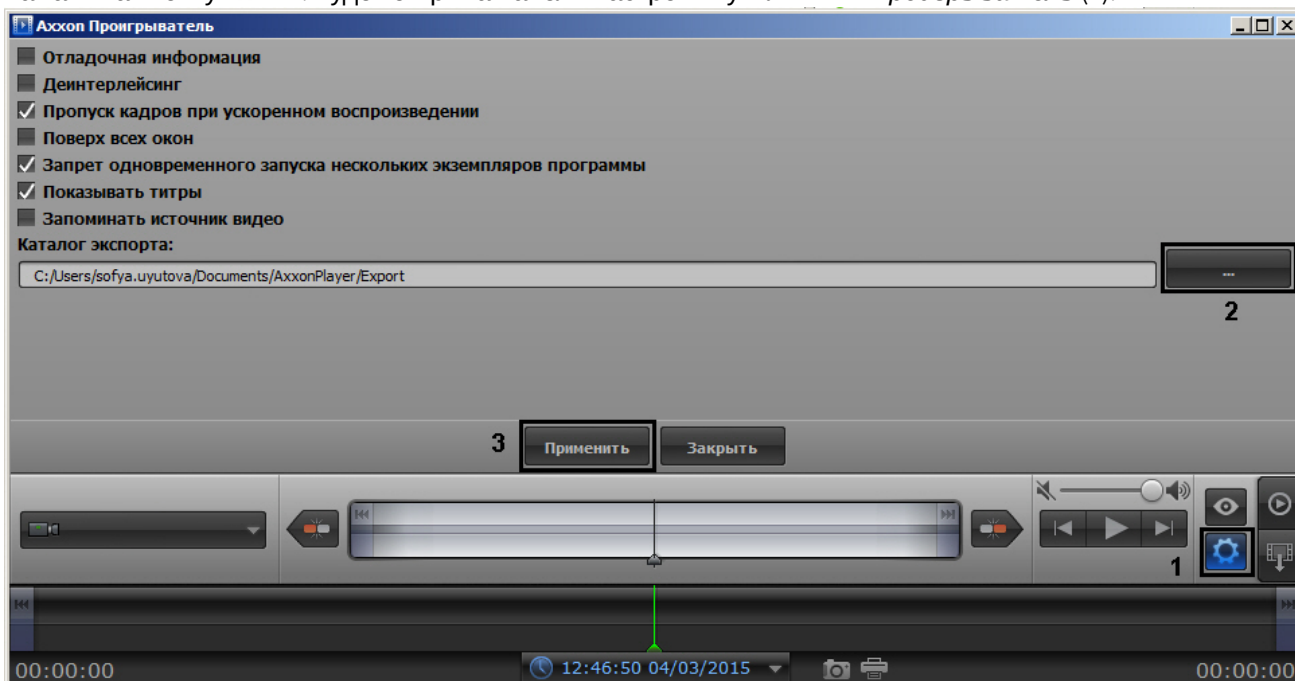 Axxon Проигрыватель
Отладочная информация
Деинтерлейсинг
Пропуск кадров при ускоренном воспроизведении
Поверх всех окон
Запрет одновременного запуска нескольких экземпляров программы
Показывать титры
Запоминать источник видео
Каталог экспорта:
C:/Users/sofya.uyutova/Documents/AxxonPlayer/Export
...
2
3
Применить
Закрыть
1
00:00:00
12:46:50 04/03/2015
00:00:00